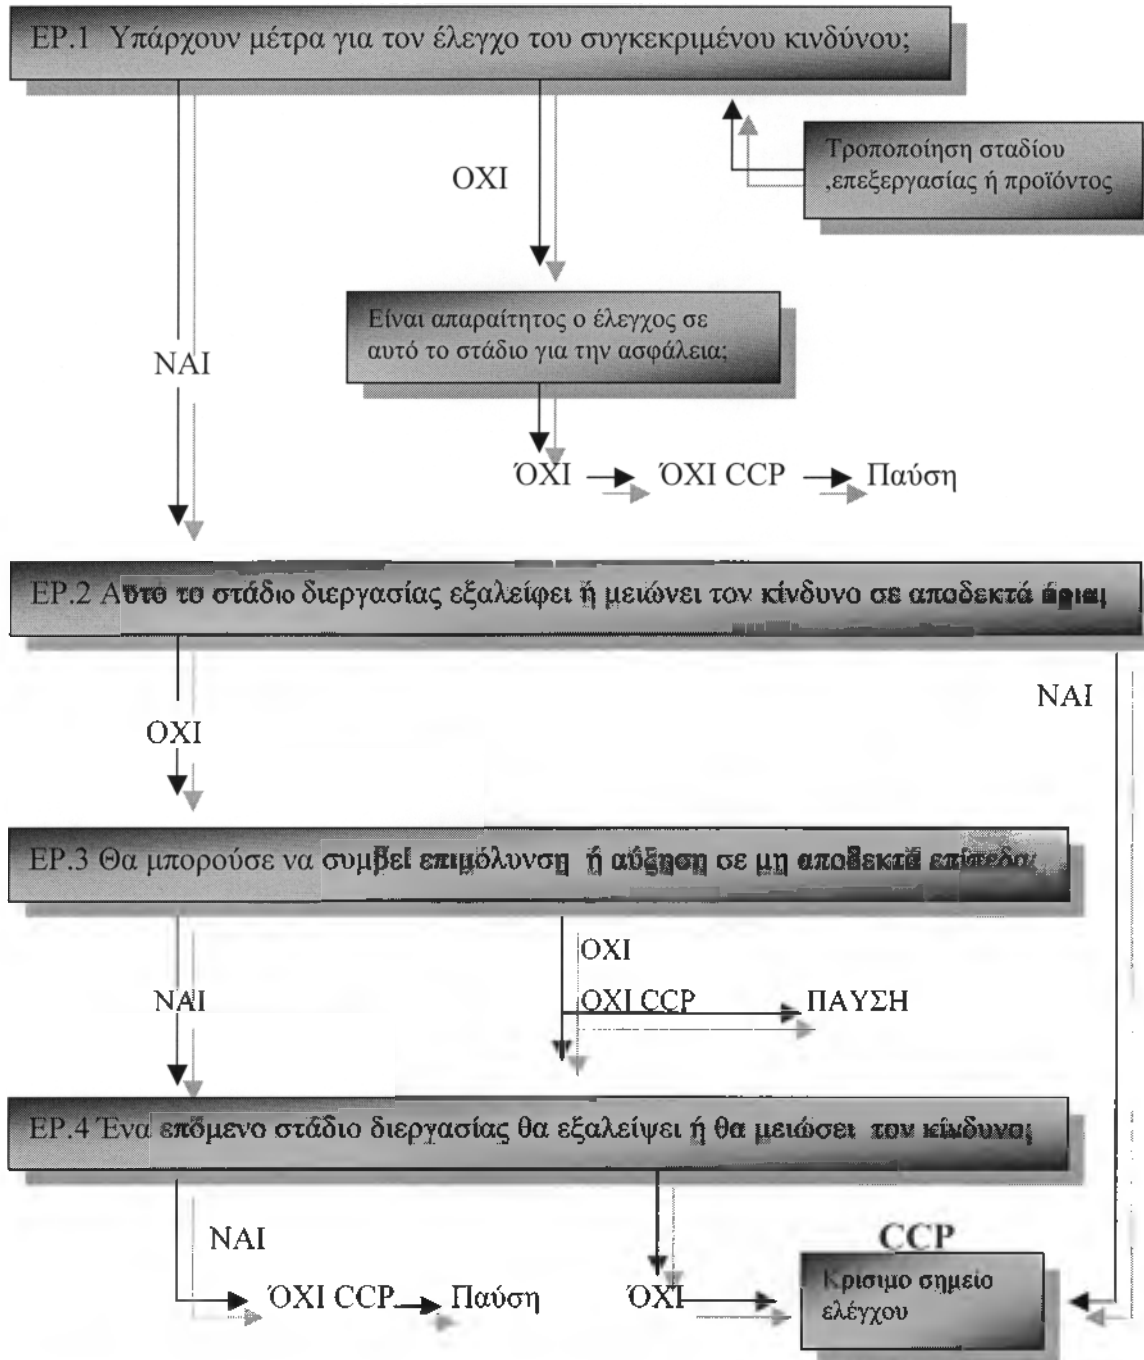 ΕΡ.1 Υπάρχουν μέτρα για τον έλεγχο του συγκεκριμένου κινδύνου;
Τροποποίηση σταδίου
,επεξεργασίας ή προϊόντος
ΟΧΙ
Είναι απαραίτητος ο έλεγχος σε
αυτό το στάδιο για την ασφάλεια;
ΝΑΙ
ΌΧΙ ΌΧΙ CCP Παύση
ΕΡ.2 Αυτό το στάδιο διεργασίας εξαλείφει ή μειώνει τον κίνδυνο σε αποδεκτά όρια;
ΝΑΙ
ΟΧΙ
ΕΡ.3 Θα μπορούσε να συμβεί επιμόλυνση ή αύξηση σε μη αποδεκτά επίπεδα;
ΟΧΙ
ΝΑΙ
ΟΧΙ CCP ΠΑΥΣΗ
ΕΡ.4 Ένα επόμενο στάδιο διεργασίας θα εξαλείψει ή θα μειώσει τον κίνδυνο;
ΝΑΙ
CCP
Κρισιμο σημείο
ελέγχου
ΌΧΙ CCP Παύση
ΌΧΙ